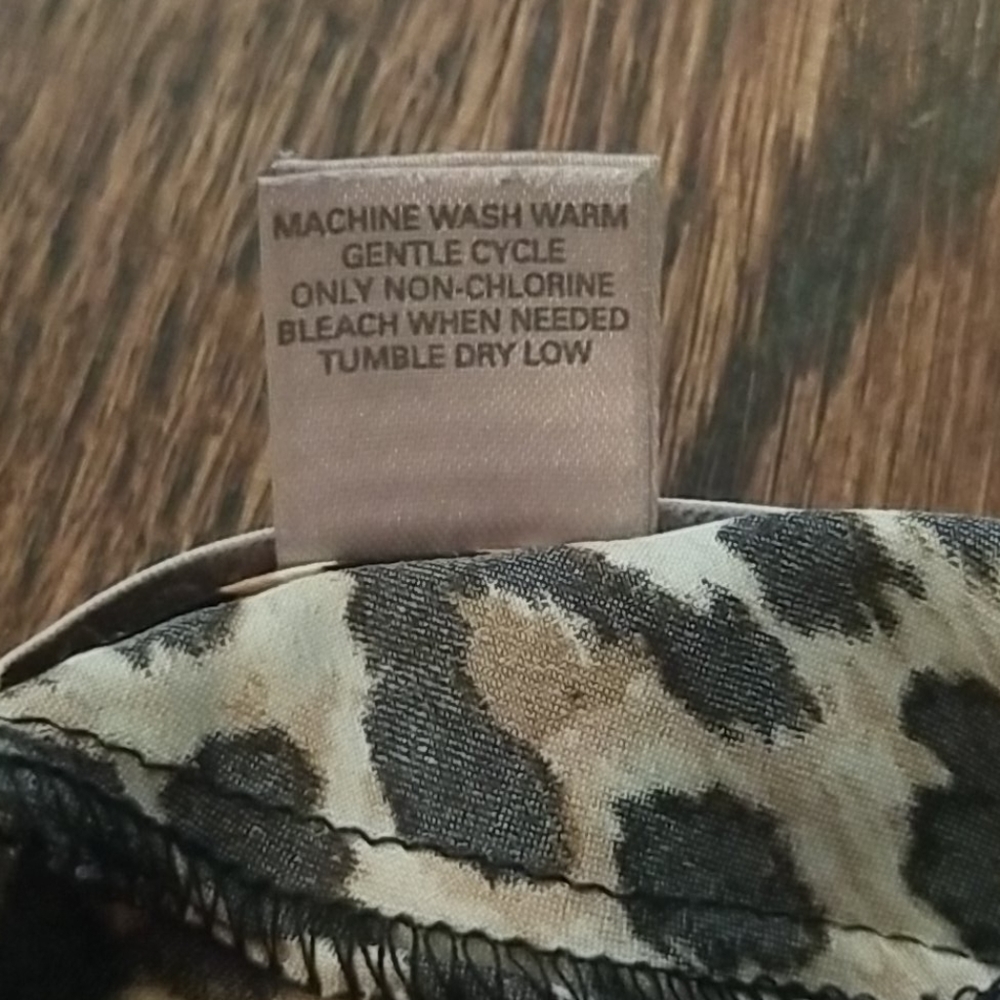 MACHINE WASH WARM
GENTLE CYCLE
ONLY NON-CHLORINE
BLEACH WHEN NEEDED
TUMBLE DRY LOW